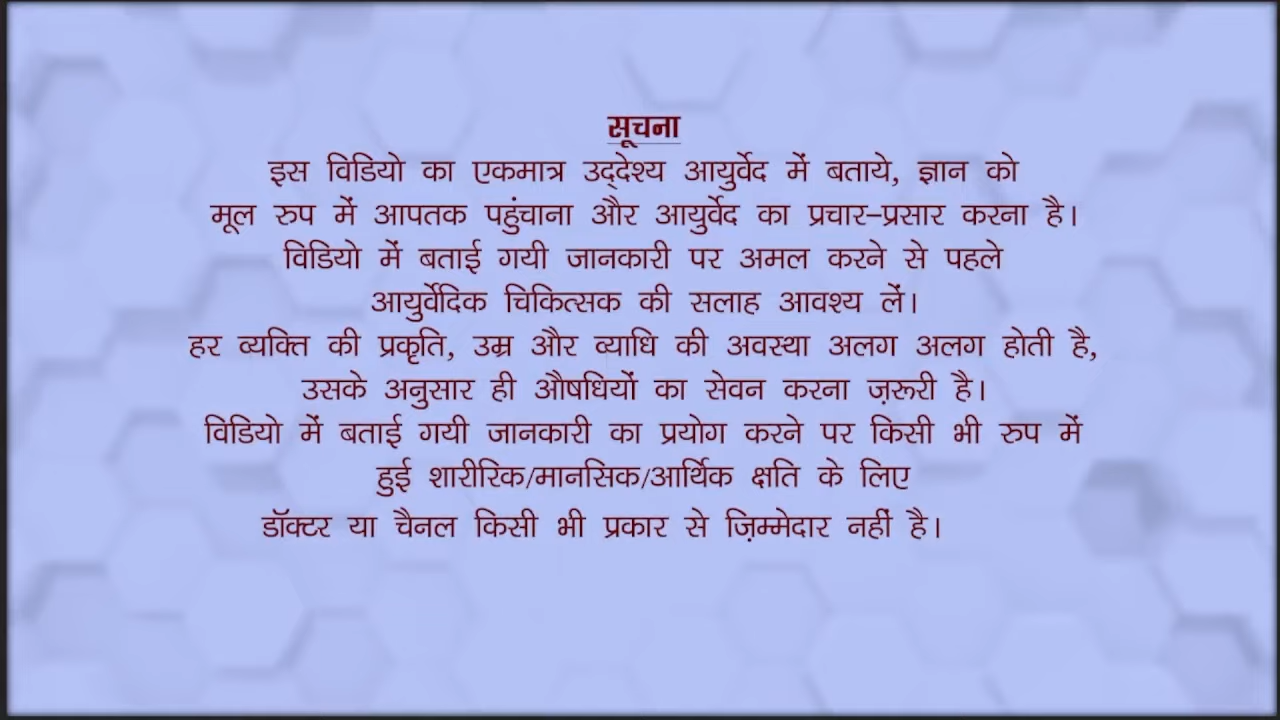 सूचना
इस विडियो का एकमात्र उद्देश्य आयुर्वेद में बताये, ज्ञान को
मूल रुप में आपतक पहुंचाना और आयुर्वेद का प्रचार-प्रसार करना है।
विडियो में बताई गयी जानकारी पर अमल करने से पहले
आयुर्वेदिक चिकित्सक की सलाह आवश्य लें।
हर व्यक्ति की प्रकृति, उम्र और व्याधि की अवस्था अलग अलग होती है,
उसके अनुसार ही औषधियों का सेवन करना ज़रूरी है।
विडियो में बताई गयी जानकारी का प्रयोग करने पर किसी भी रुप में
हुई शारीरिक/मानसिक/आर्थिक क्षति के लिए
डॉक्टर या चैनल किसी भी प्रकार से ज़िम्मेदार नहीं है।